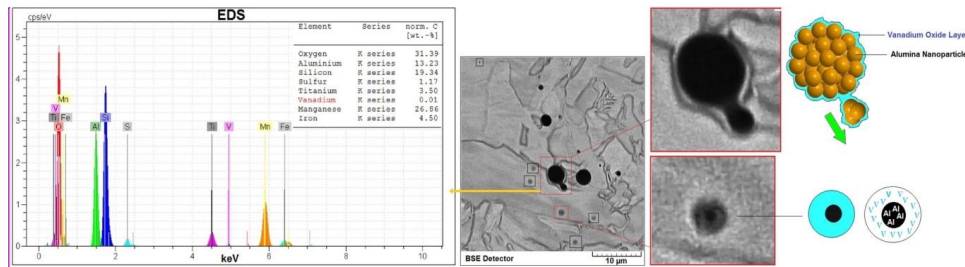 EDS
cps/eV
Element Series norm. C
[wt.-%]
Oxygen K series 31.39
Aluminium K series 13.23
Silicon K series 19.34
Sulfur K series 1.17
Titanium K series 3.50
Vanadium K series 0.01
Manganese K series 26.86
Iron K series 4.50
5
4
3
2
1
0
Mn
V
Ti Fe
O
Al
Si
S
Ti
V
Mn
Fe
0 2 4 6 8 10
keV
BSE Detector
10 µm
Vanadium Oxide Layer
Alumina Nanoparticle
V V V
V Al V
V Al Al V
V Al V
V V V